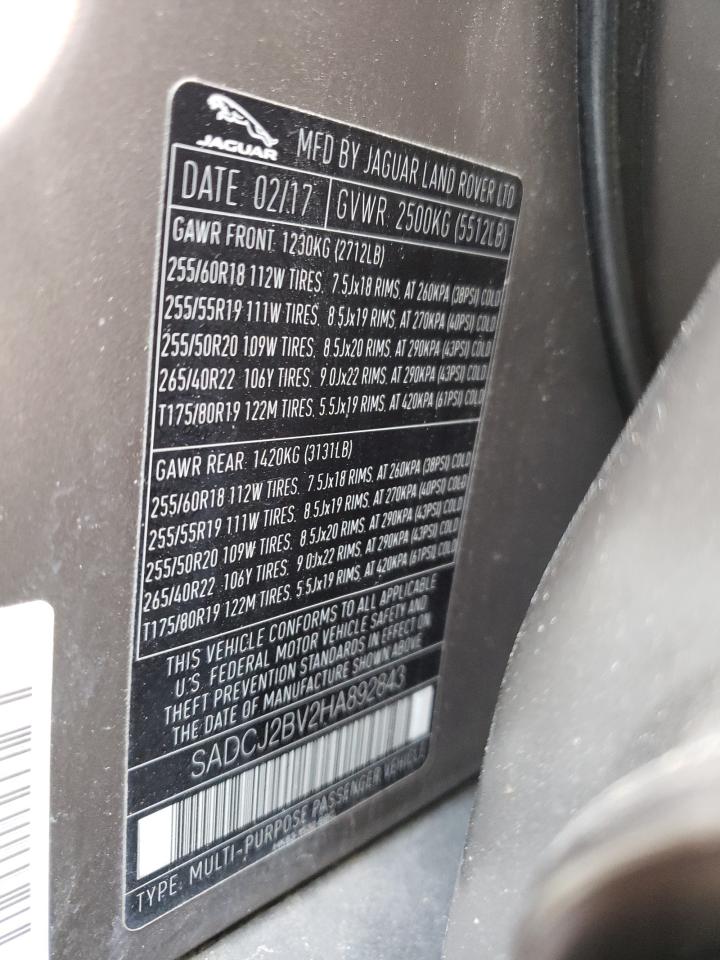 JAGUAR
MFD BY JAGUAR LAND ROVER LTD
DATE: 02/17
GVWR: 2500KG (5512LB)
GAWR FRONT: 1230KG (2712LB)
255/60R18 112W TIRES, 7.5Jx18 RIMS, AT 260KPA (38PSI) COLD
255/55R19 111W TIRES, 8.5Jx19 RIMS, AT 270KPA (40PSI) COLD
255/50R20 109W TIRES, 8.5Jx20 RIMS, AT 290KPA (43PSI) COLD
265/40R22 106Y TIRES, 9.0Jx22 RIMS, AT 290KPA (43PSI) COLD
T175/80R19 122M TIRES, 5.5Jx19 RIMS, AT 420KPA (61PSI) COLD
GAWR REAR: 1420KG (3131LB)
255/60R18 112W TIRES, 7.5Jx18 RIMS, AT 260KPA (38PSI) COLD
255/55R19 111W TIRES, 8.5Jx19 RIMS, AT 270KPA (40PSI) COLD
255/50R20 109W TIRES, 8.5Jx20 RIMS, AT 290KPA (43PSI) COLD
265/40R22 106Y TIRES, 9.0Jx22 RIMS, AT 290KPA (43PSI) COLD
T175/80R19 122M TIRES, 5.5Jx19 RIMS, AT 420KPA (61PSI) COLD
THIS VEHICLE CONFORMS TO ALL APPLICABLE
U.S. FEDERAL MOTOR VEHICLE SAFETY AND
THEFT PREVENTION STANDARDS IN EFFECT ON
THE DATE OF MANUFACTURE SHOWN ABOVE
SADCJ2BV2HA892843
TYPE: MULTI-PURPOSE PASSENGER VEHICLE